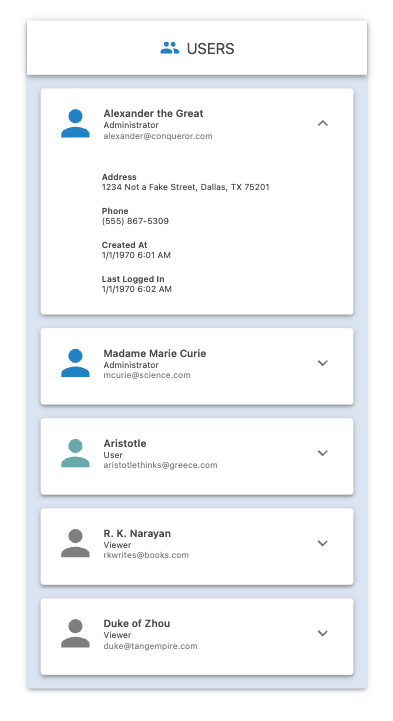 USERS
Alexander the Great
Administrator
alexander@conqueror.com
Address
1234 Not a Fake Street, Dallas, TX 75201
Phone
(555) 867-5309
Created At
1/1/1970 6:01 AM
Last Logged In
1/1/1970 6:02 AM
Madame Marie Curie
Administrator
mcurie@science.com
Aristotle
User
aristotlethinks@greece.com
R. K. Narayan
Viewer
rkwrites@books.com
Duke of Zhou
Viewer
duke@tangempire.com